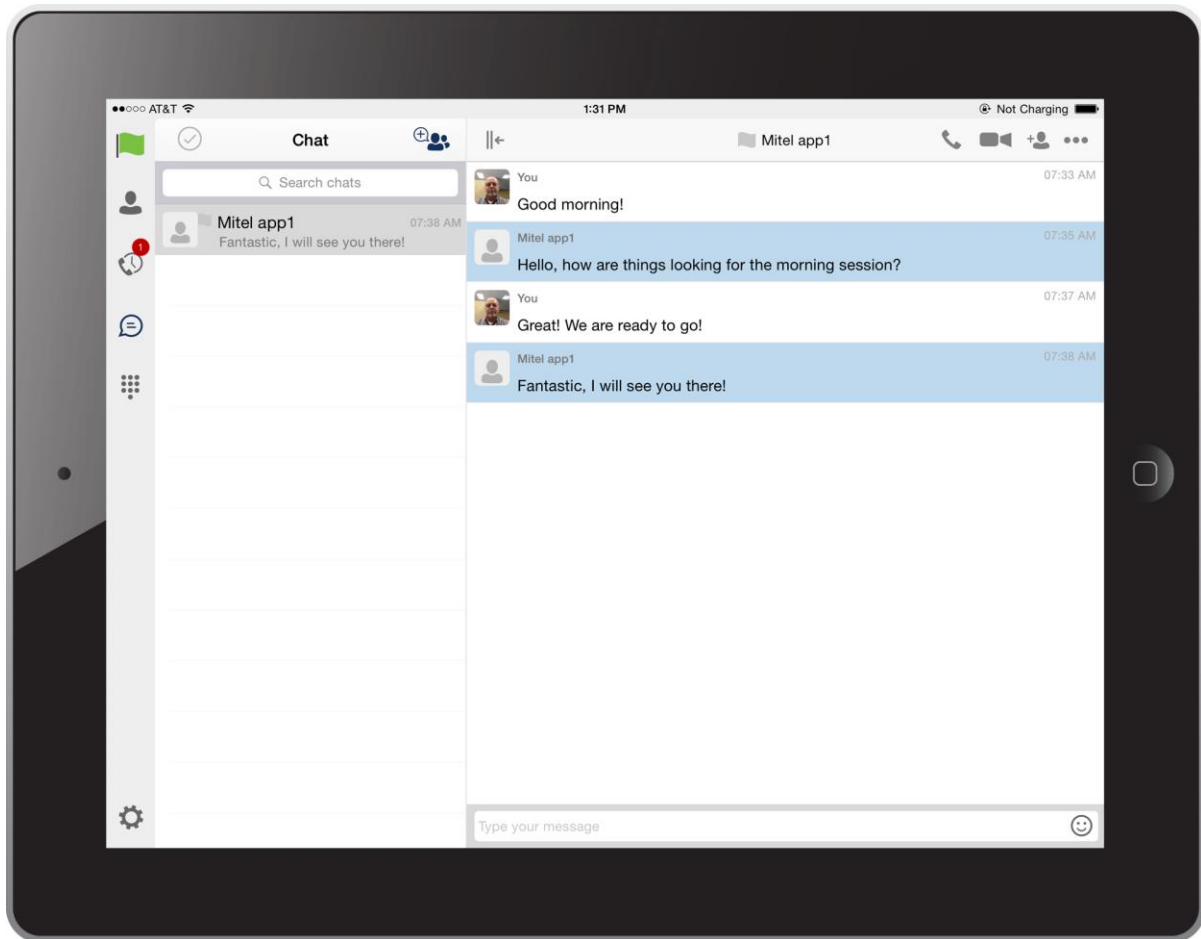 AT&T
1:31 PM
Not Charging
Chat
Mitel app1
Search chats
Mitel app1
07:38 AM
Fantastic, I will see you there!
1
You
07:33 AM
Good morning!
Mitel app1
07:35 AM
Hello, how are things looking for the morning session?
You
07:37 AM
Great! We are ready to go!
Mitel app1
07:38 AM
Fantastic, I will see you there!
Type your message